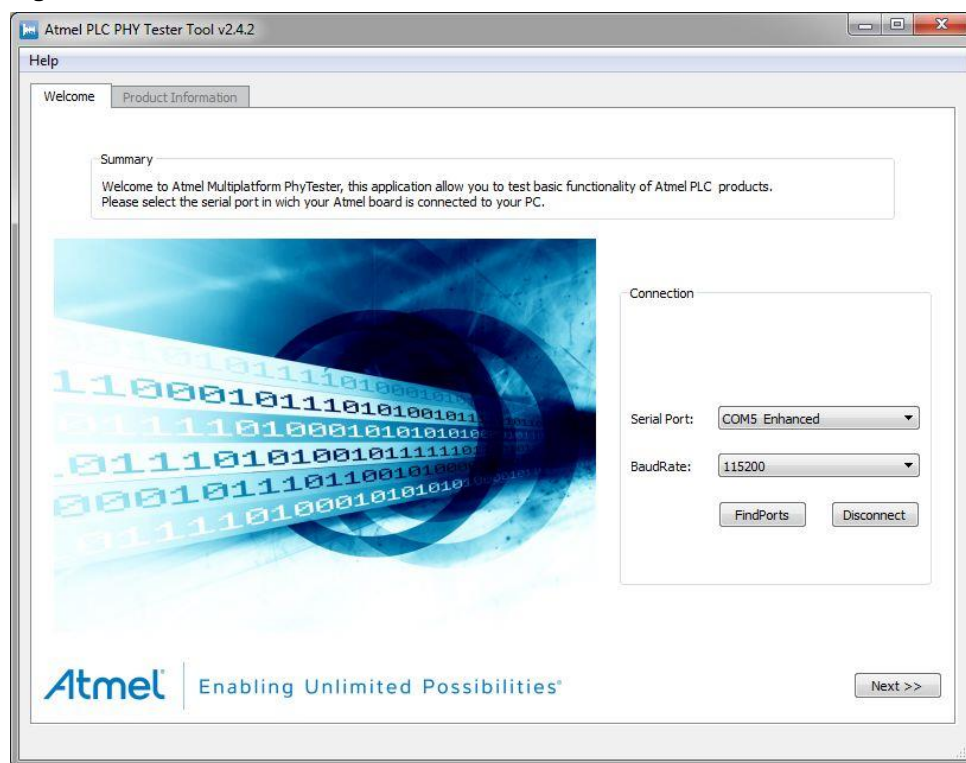 Atmel PLC PHY Tester Tool v2.4.2
Help
Welcome
Product Information
Summary
Welcome to Atmel Multiplatform PhyTester, this application allow you to test basic functionality of Atmel PLC products.
Please select the serial port in wich your Atmel board is connected to your PC.
Connection
Serial Port:
COM5 Enhanced
BaudRate:
115200
FindPorts
Disconnect
Atmel
Enabling Unlimited Possibilities®
Next >>